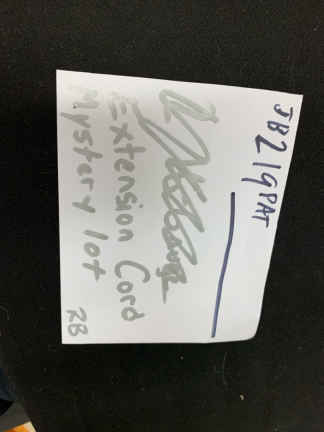 JB219PAT
Extension Cord
Mystery lot
RB